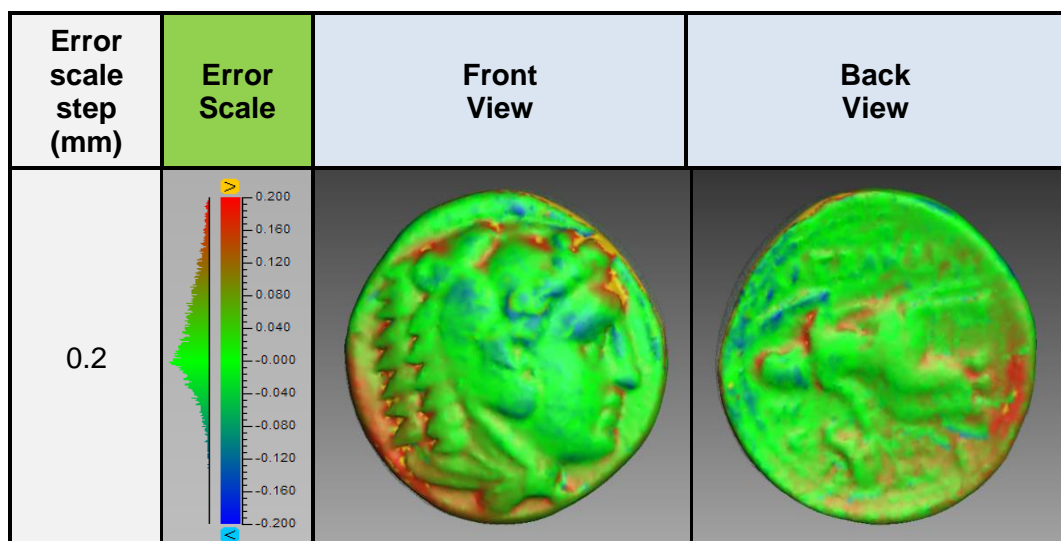 Error
scale
step
(mm)
Error
Scale
Front
View
Back
View
0.2
>
0.200
0.160
0.120
0.080
0.040
-0.000
-0.040
-0.080
-0.120
-0.160
-0.200
<